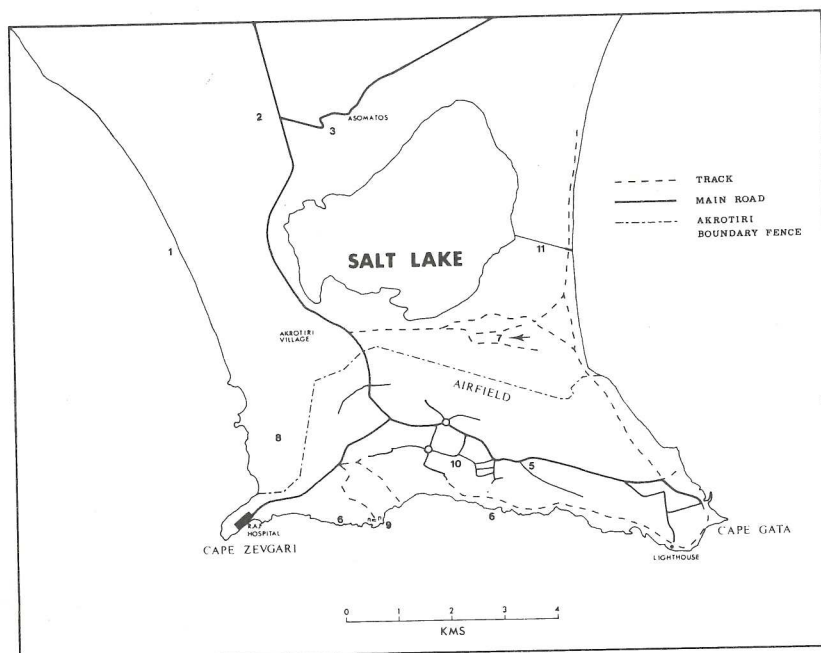 2
3
ASOMATOS
TRACK
MAIN ROAD
AKROTIRI
BOUNDARY FENCE
1
SALT LAKE
11
AKROTIRI
VILLAGE
7
AIRFIELD
8
10
5
6
9
6
R.A.F
HOSPITAL
CAPE ZEVGARI
CAPE GATA
LIGHTHOUSE
0
1
2
3
4
KMS